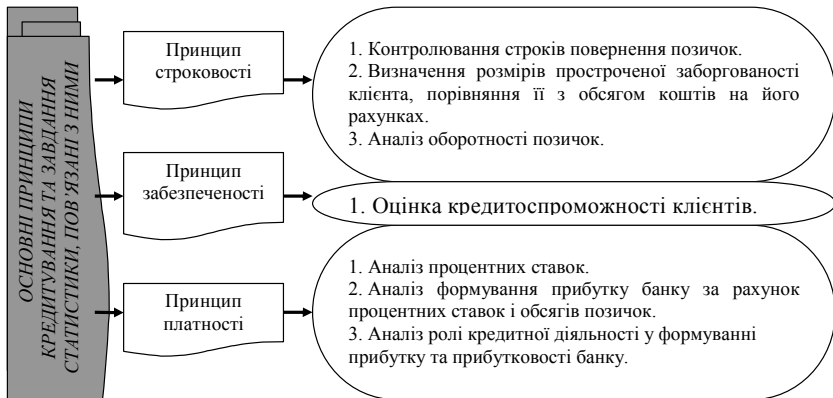 ОСНОВНІ ПРИНЦИПИ
КРЕДИТУВАННЯ ТА ЗАВДАННЯ
СТАТИСТИКИ, ПОВ’ЯЗАНІ З НИМИ
Принцип
строковості
1. Контролювання строків повернення позичок.
2. Визначення розмірів простроченої заборгованості
клієнта, порівняння її з обсягом коштів на його
рахунках.
3. Аналіз оборотності позичок.
Принцип
забезпеченості
1. Оцінка кредитоспроможності клієнтів.
Принцип
платності
1. Аналіз процентних ставок.
2. Аналіз формування прибутку банку за рахунок
процентних ставок і обсягів позичок.
3. Аналіз ролі кредитної діяльності у формуванні
прибутку та прибутковості банку.